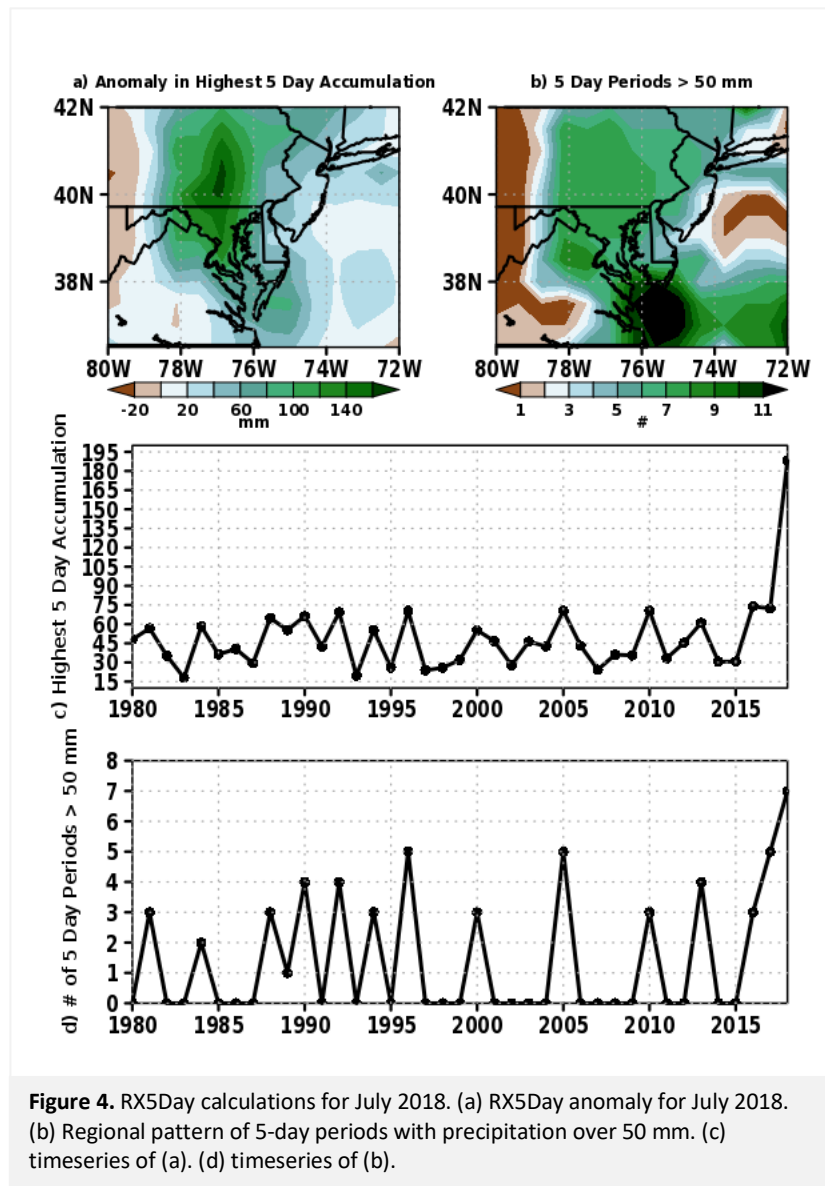 a) Anomaly in Highest 5 Day Accumulation
b) 5 Day Periods > 50 mm
42N
40N
38N
80W 78W 76W 74W 72W
-20 20 60 100 140
mm
42N
40N
38N
80W 78W 76W 74W 72W
1 3 5 7 9 11
#
c) Highest 5 Day Accumulation
195
180
165
150
135
120
105
90
75
60
45
30
15
1980 1985 1990 1995 2000 2005 2010 2015
d) # of 5 Day Periods > 50 mm
8
7
6
5
4
3
2
1
0
1980 1985 1990 1995 2000 2005 2010 2015
Figure 4. RX5Day calculations for July 2018. (a) RX5Day anomaly for July 2018.
(b) Regional pattern of 5-day periods with precipitation over 50 mm. (c)
timeseries of (a). (d) timeseries of (b).